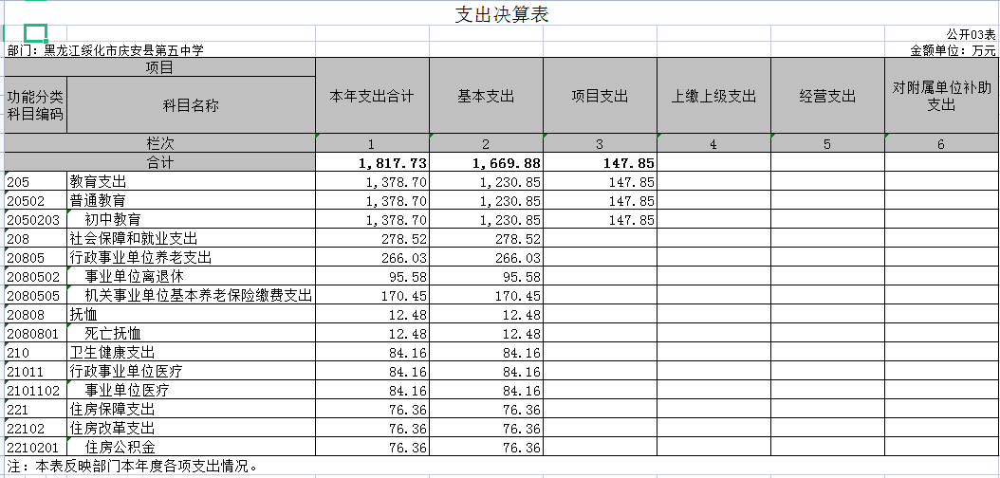 支出决算表
公开03表
部门：黑龙江绥化市庆安县第五中学 金额单位：万元
项目 本年支出合计 基本支出 项目支出 上缴上级支出 经营支出 对附属单位补助支出
功能分类科目编码 科目名称
栏次 1 2 3 4 5 6
合计 1,817.73 1,669.88 147.85
205 教育支出 1,378.70 1,230.85 147.85
20502 普通教育 1,378.70 1,230.85 147.85
2050203 初中教育 1,378.70 1,230.85 147.85
208 社会保障和就业支出 278.52 278.52
20805 行政事业单位养老支出 266.03 266.03
2080502 事业单位离退休 95.58 95.58
2080505 机关事业单位基本养老保险缴费支出 170.45 170.45
20808 抚恤 12.48 12.48
2080801 死亡抚恤 12.48 12.48
210 卫生健康支出 84.16 84.16
21011 行政事业单位医疗 84.16 84.16
2101102 事业单位医疗 84.16 84.16
221 住房保障支出 76.36 76.36
22102 住房改革支出 76.36 76.36
2210201 住房公积金 76.36 76.36
注：本表反映部门本年度各项支出情况。